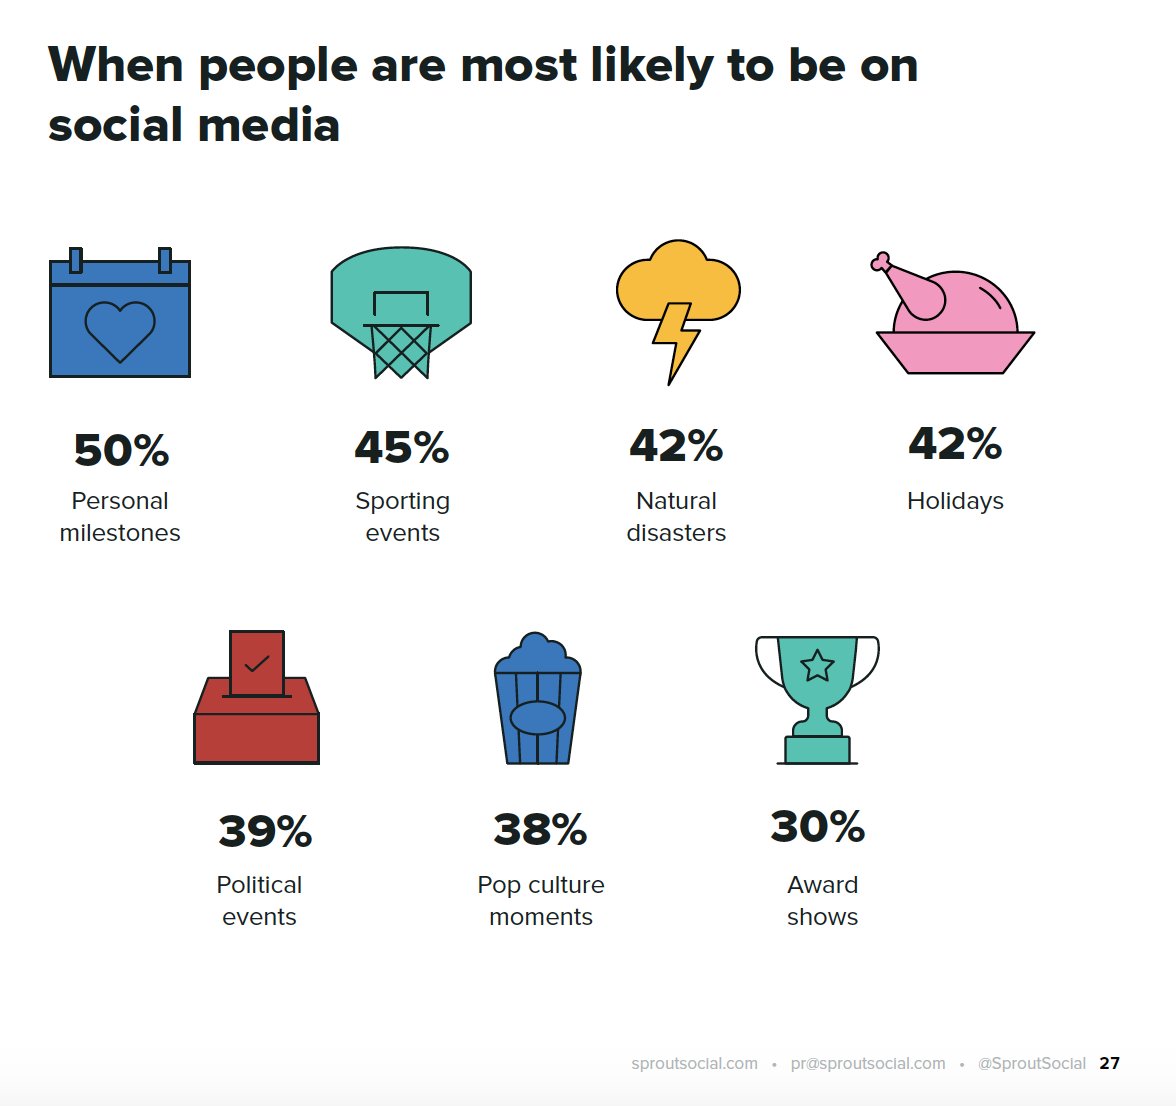 When people are most likely to be on
social media
50%
Personal
milestones
45%
Sporting
events
42%
Natural
disasters
42%
Holidays
39%
Political
events
38%
Pop culture
moments
30%
Award
shows
sproutsocial.com • pr@sproutsocial.com • @SproutSocial 27